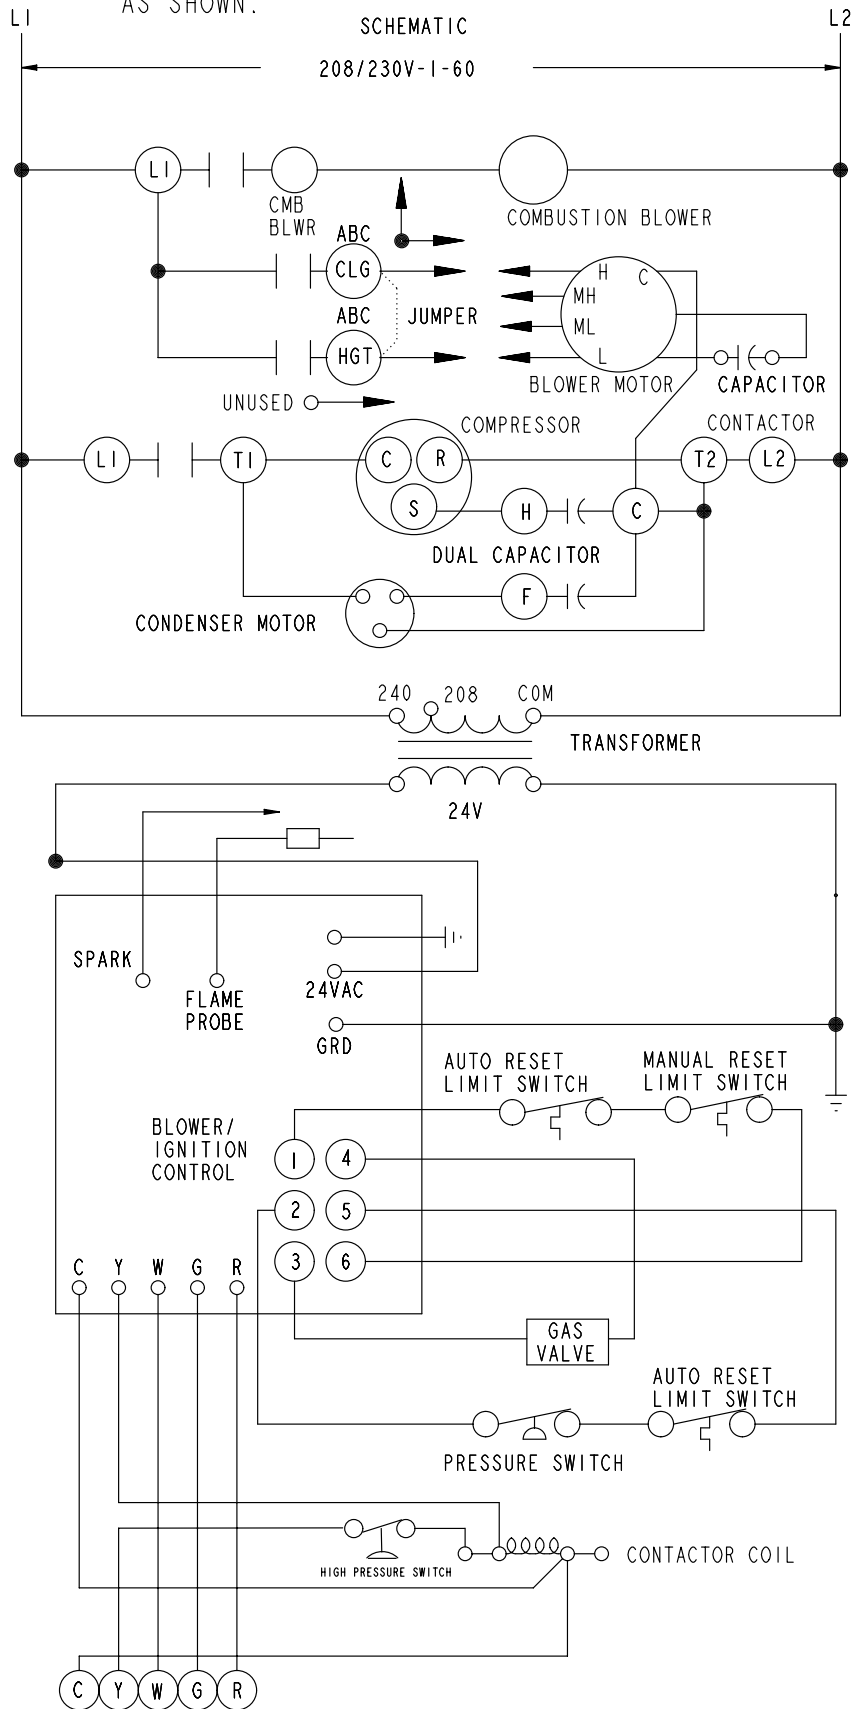 AS SHOWN.
L1
SCHEMATIC
L2
208/230V-1-60
L1
CMB
BLWR
COMBUSTION BLOWER
ABC
CLG
H
C
MH
ABC
JUMPER
ML
HGT
L
BLOWER MOTOR
CAPACITOR
UNUSED
COMPRESSOR
CONTACTOR
L1
T1
C
R
T2
L2
S
H
C
DUAL CAPACITOR
F
CONDENSER MOTOR
240
208
COM
TRANSFORMER
24V
SPARK
FLAME
PROBE
24VAC
GRD
AUTO RESET
LIMIT SWITCH
MANUAL RESET
LIMIT SWITCH
BLOWER/
IGNITION
CONTROL
1
4
2
5
3
6
C
Y
W
G
R
GAS
VALVE
AUTO RESET
LIMIT SWITCH
PRESSURE SWITCH
HIGH PRESSURE SWITCH
CONTACTOR COIL
C
Y
W
G
R